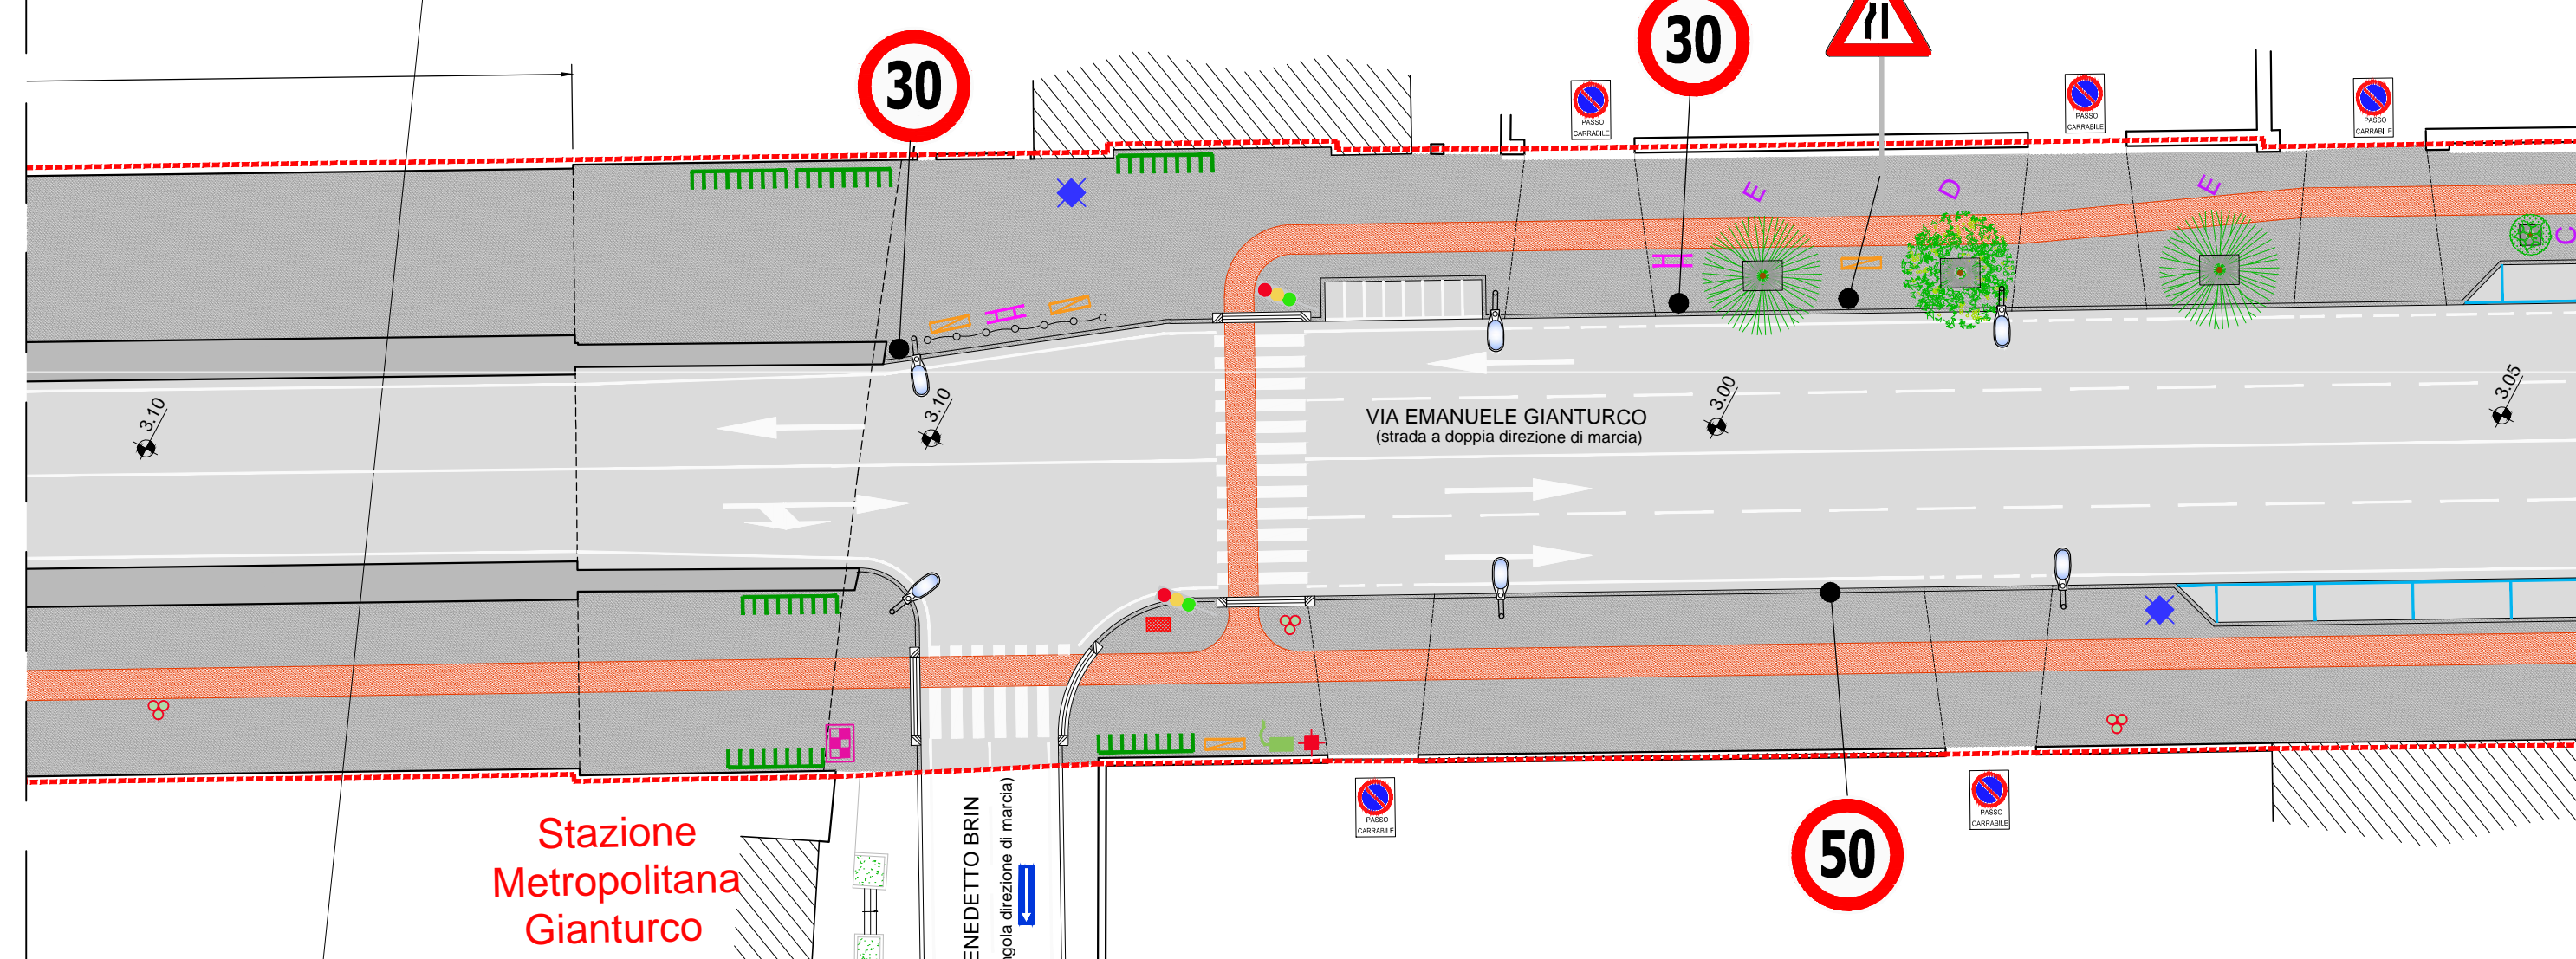 30
30
PASSO
CARRABILE
PASSO
CARRABILE
PASSO
CARRABILE
E
D
E
C
3.10
3.10
VIA EMANUELE GIANTURCO
(strada a doppia direzione di marcia)
3.00
3.05
Stazione
Metropolitana
Gianturco
ENEDETTO BRIN
ngola direzione di marcia)
PASSO
CARRABILE
50
PASSO
CARRABILE